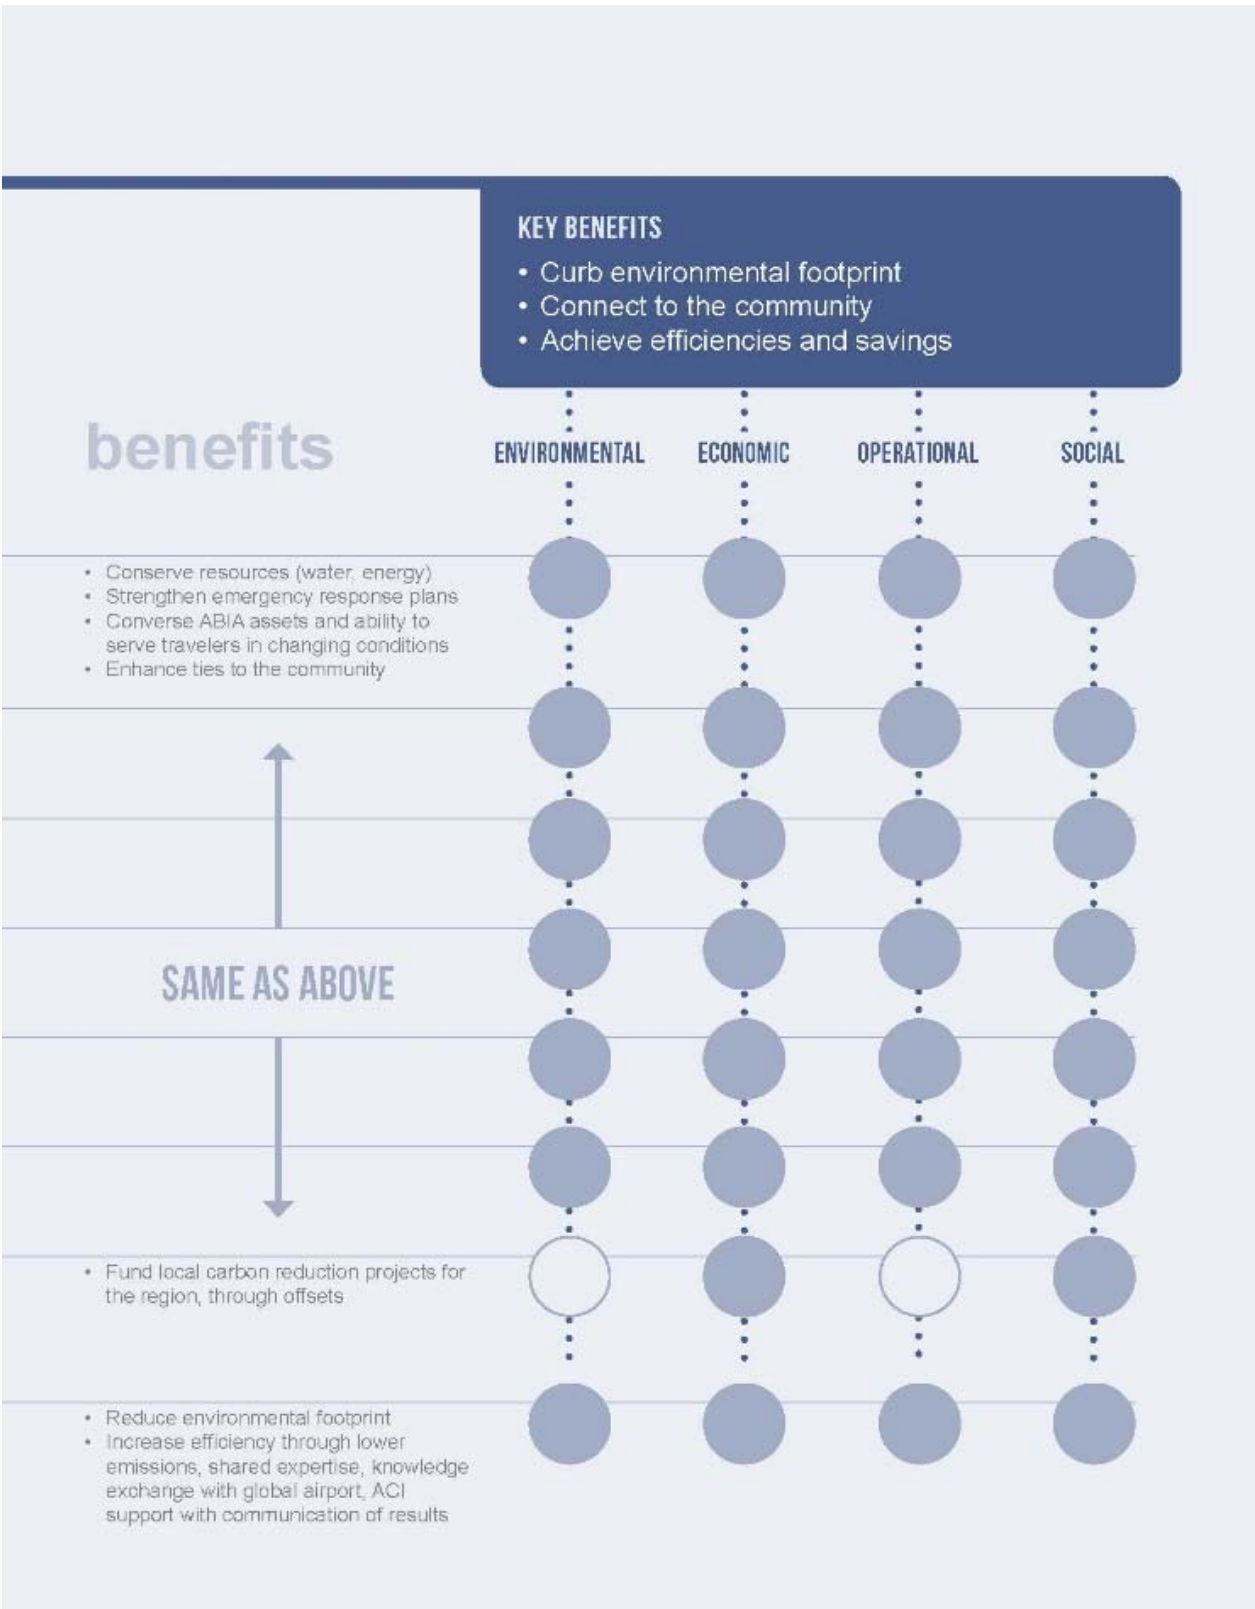 KEY BENEFITS
• Curb environmental footprint
• Connect to the community
• Achieve efficiencies and savings
benefits
ENVIRONMENTAL
ECONOMIC
OPERATIONAL
SOCIAL
• Conserve resources (water, energy)
• Strengthen emergency response plans
• Converse ABIA assets and ability to
serve travelers in changing conditions
• Enhance ties to the community
SAME AS ABOVE
• Fund local carbon reduction projects for
the region, through offsets
• Reduce environmental footprint
• Increase efficiency through lower
emissions, shared expertise, knowledge
exchange with global airport, ACI
support with communication of results